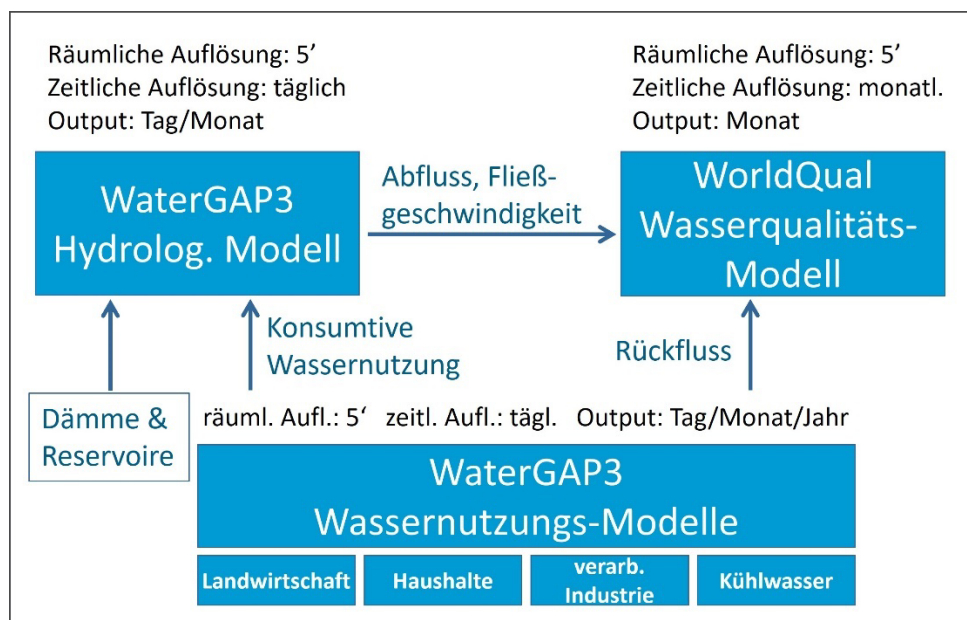 Räumliche Auflösung: 5’
Zeitliche Auflösung: täglich
Output: Tag/Monat
WaterGAP3
Hydrolog. Modell
Abfluss, Fließ-
geschwindigkeit
Räumliche Auflösung: 5’
Zeitliche Auflösung: monatl.
Output: Monat
WorldQual
Wasserqualitäts-
Modell
Konsumtive
Wassernutzung
Rückfluss
Dämme &
Reservoire
räuml. Aufl.: 5‘ zeitl. Aufl.: tägl. Output: Tag/Monat/Jahr
WaterGAP3
Wassernutzungs-Modelle
Landwirtschaft
Haushalte
verarb.
Industrie
Kühlwasser